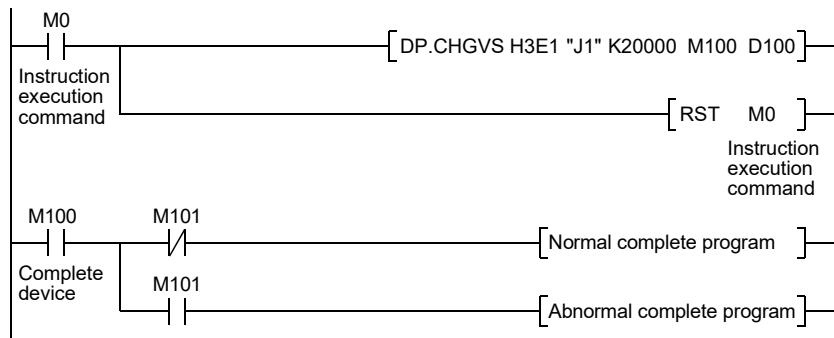 M0
DP.CHGVS H3E1 "J1" K20000 M100 D100
Instruction
execution
command
RST M0
Instruction
execution
command
M100
M101
Normal complete program
Complete
device
M101
Abnormal complete program